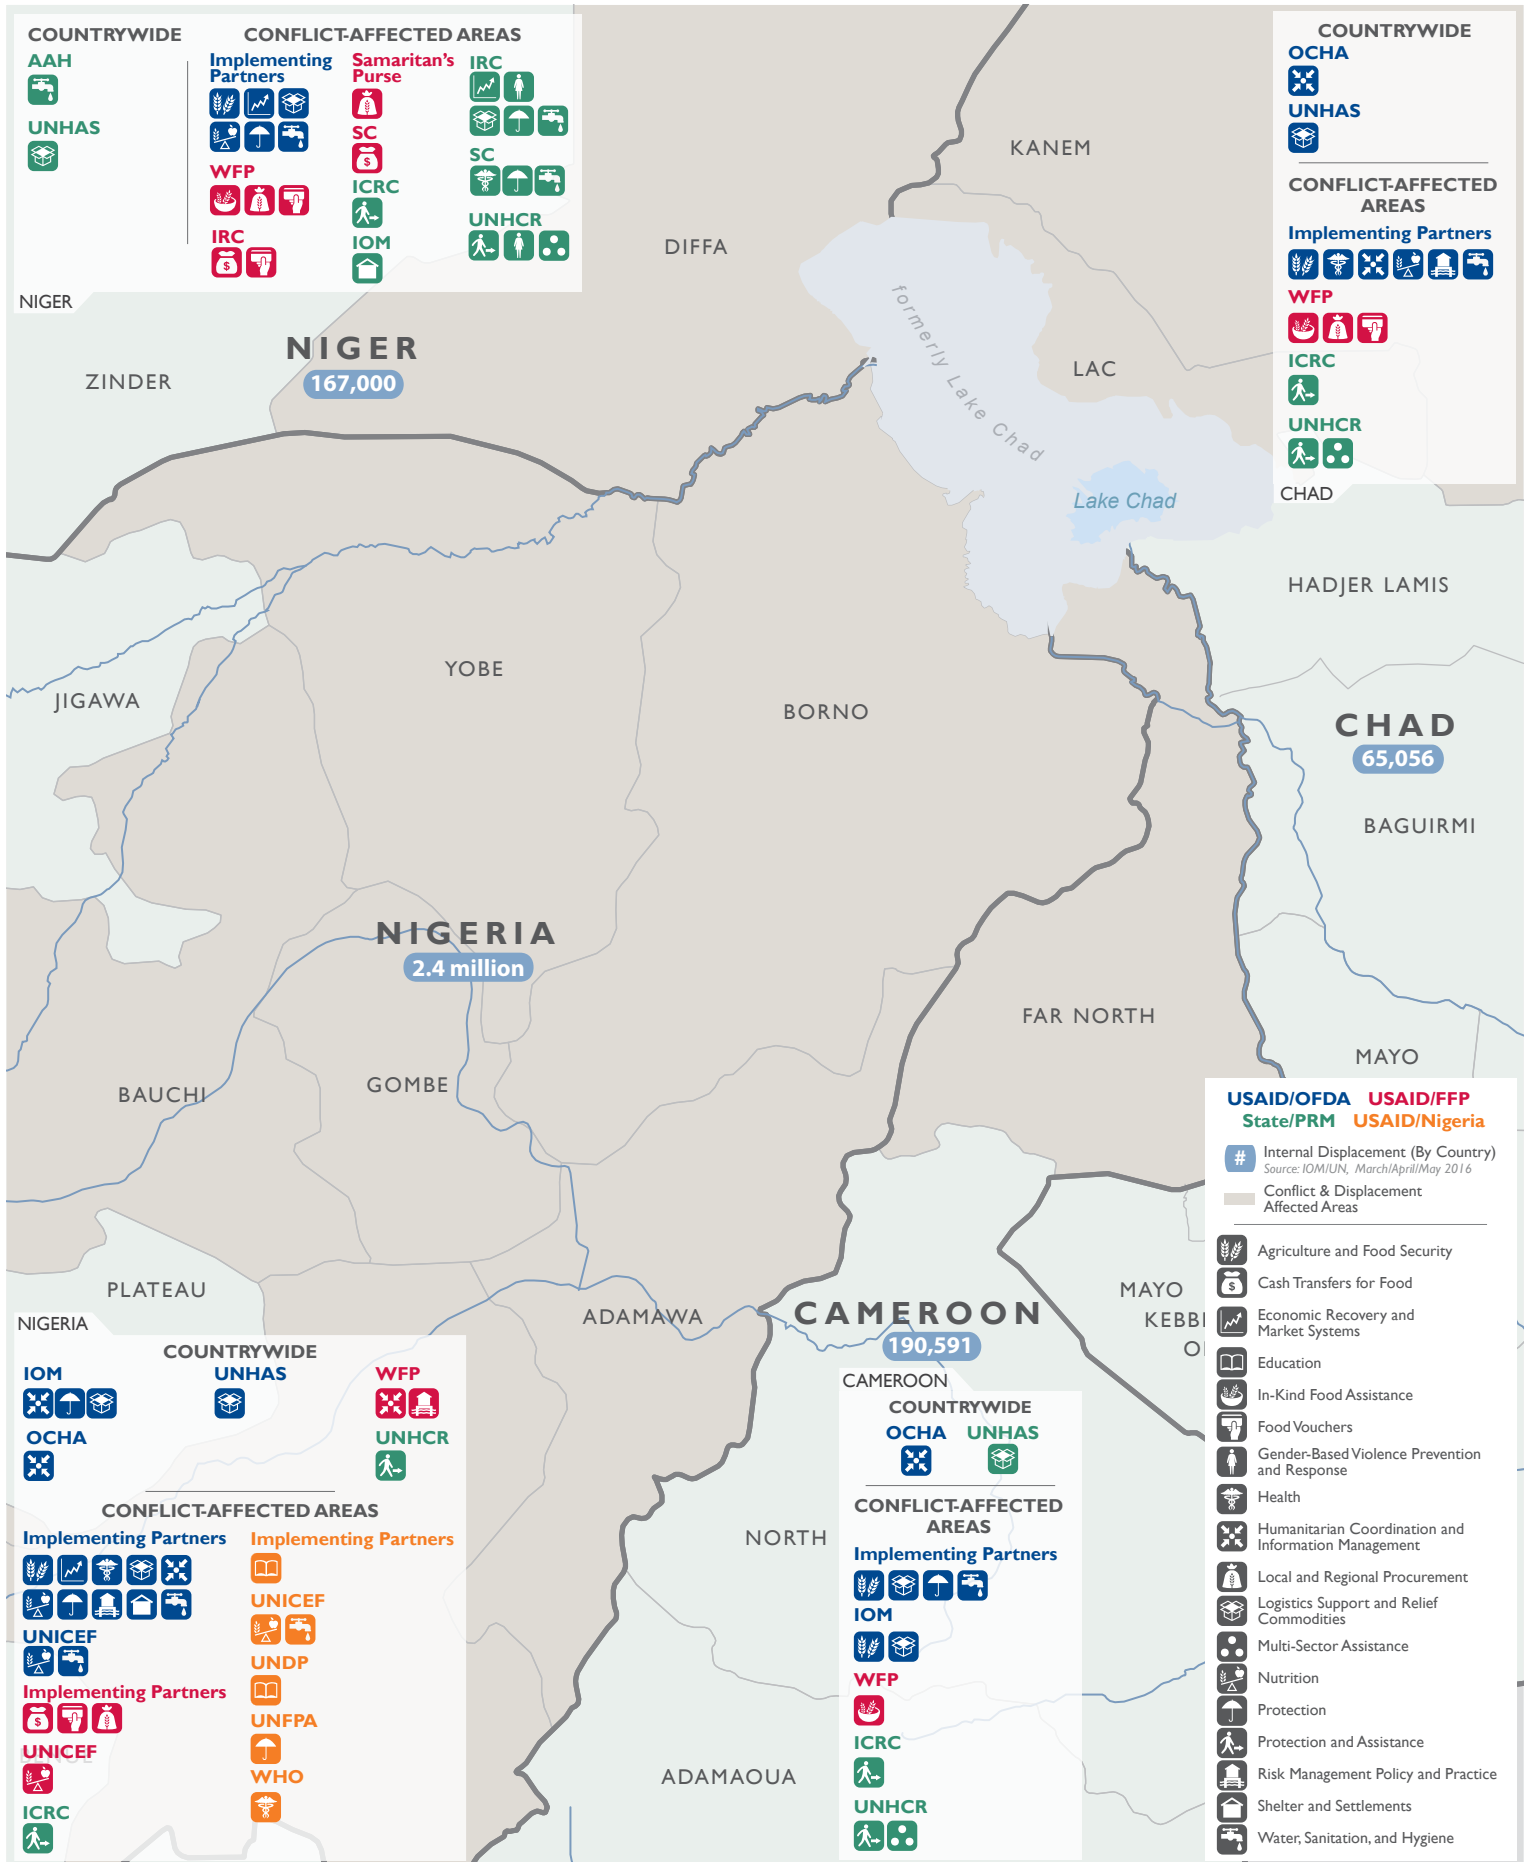 COUNTRYWIDE
AAH
UNHAS
CONFLICT-AFFECTED AREAS
Implementing
Partners
WFP
IRC
Samaritan's
Purse
SC
ICRC
IOM
IRC
SC
UNHCR
NIGER
COUNTRYWIDE
OCHA
UNHAS
CONFLICT-AFFECTED
AREAS
Implementing Partners
WFP
ICRC
UNHCR
CHAD
KANEM
DIFFA
formerly Lake Chad
LAC
NIGER
167,000
ZINDER
Lake Chad
HADJER LAMIS
YOBE
JIGAWA
BORNO
CHAD
65,056
BAGUIRMI
NIGERIA
2.4 million
FAR NORTH
MAYO
GOMBE
BAUCHI
PLATEAU
ADAMAWA
CAMEROON
190,591
MAYO
KEBBI
O
NORTH
ADAMAOUA
NIGERIA
COUNTRYWIDE
IOM
UNHAS
WFP
OCHA
UNHCR
CONFLICT-AFFECTED AREAS
Implementing Partners
UNICEF
Implementing Partners
UNICEF
ICRC
Implementing Partners
UNICEF
UNDP
UNFPA
WHO
CAMEROON
COUNTRYWIDE
OCHA UNHAS
CONFLICT-AFFECTED
AREAS
Implementing Partners
IOM
WFP
ICRC
UNHCR
USAID/OFDA USAID/FFP
State/PRM USAID/Nigeria
# Internal Displacement (By Country)
Source: IOM/UN, March/April/May 2016
Conflict & Displacement
Affected Areas
Agriculture and Food Security
$ Cash Transfers for Food
Economic Recovery and
Market Systems
Education
In-Kind Food Assistance
Food Vouchers
Gender-Based Violence Prevention
and Response
Health
Humanitarian Coordination and
Information Management
Local and Regional Procurement
Logistics Support and Relief
Commodities
Multi-Sector Assistance
Nutrition
Protection
Protection and Assistance
Risk Management Policy and Practice
Shelter and Settlements
Water, Sanitation, and Hygiene